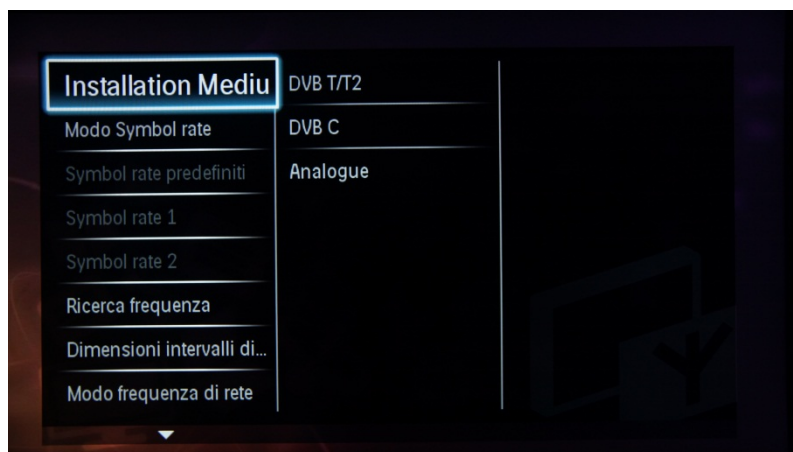 Installation Mediu
Modo Symbol rate
Symbol rate predefiniti
Symbol rate 1
Symbol rate 2
Ricerca frequenza
Dimensioni intervalli di...
Modo frequenza di rete
DVB T/T2
DVB C
Analogue